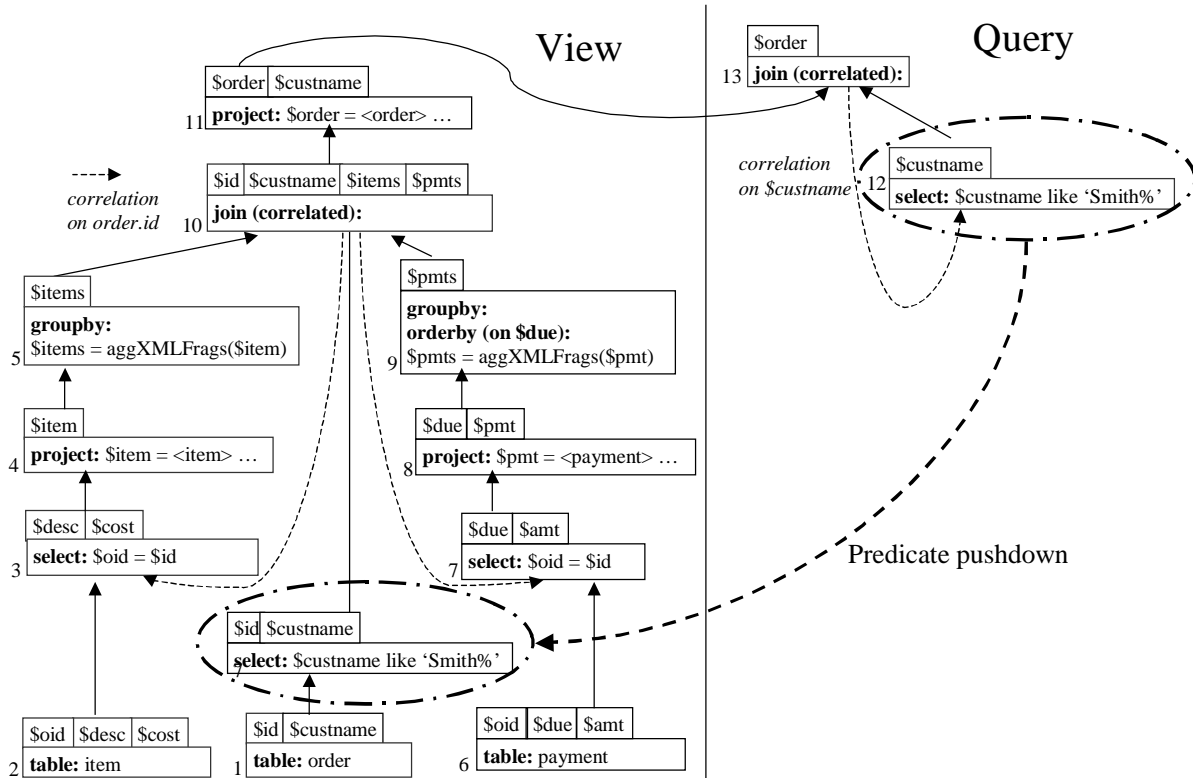 View
Query
$order $custname
11 project: $order = <order> …
correlation
on order.id
$id $custname $items $pmts
10 join (correlated):
$items
groupby:
$items = aggXMLFrags($item)
5
$pmts
groupby:
orderby (on $due):
$pmts = aggXMLFrags($pmt)
9
$item
4 project: $item = <item> …
$due $pmt
8 project: $pmt = <payment> …
$desc $cost
3 select: $oid = $id
$due $amt
7 select: $oid = $id
$id $custname
select: $custname like ‘Smith%’
7
$oid $desc $cost
2 table: item
$id $custname
1 table: order
$oid $due $amt
6 table: payment
$order
13 join (correlated):
correlation
on $custname
$custname
12 select: $custname like ‘Smith%’
Predicate pushdown